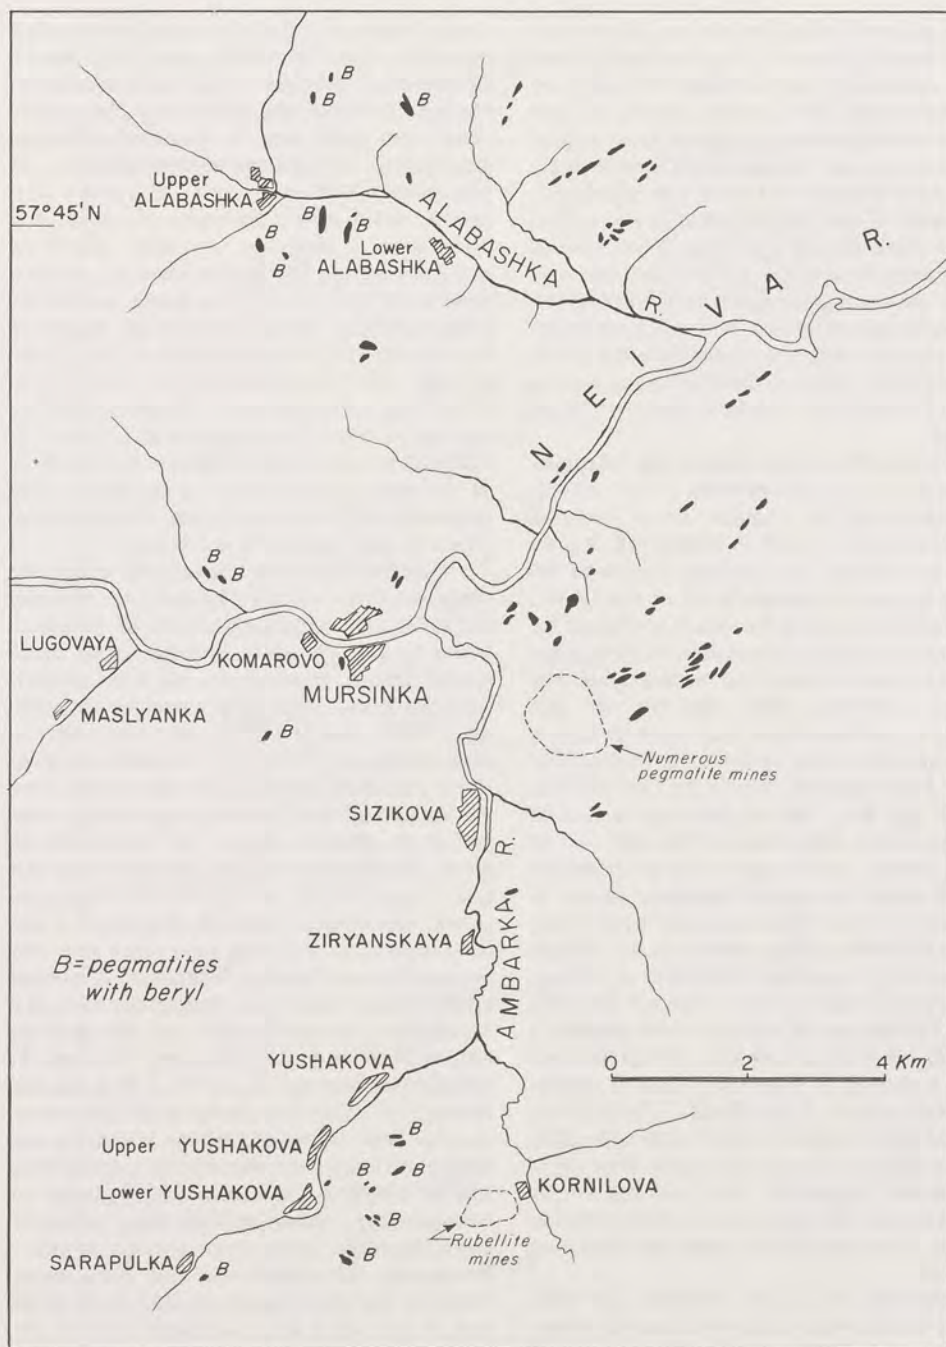 B
B
B
Upper
ALABASHKA
57°45'N
B
B
B
B
Lower
ALABASHKA
ALABASHKA R.
NEIVA R.
B
B
LUGOVAYA
KOMAROVO
MURSINKA
MASLYANKA
B
Numerous
pegmatite mines
SIZIKOVA
AMBARKA R.
ZIRYANSKAYA
B = pegmatites
with beryl
0 2 4 Km
YUSHAKOVA
B
Upper YUSHAKOVA
B
B
Lower YUSHAKOVA
KORNILOVA
B
Rubellite
mines
B
SARAPULKA
B